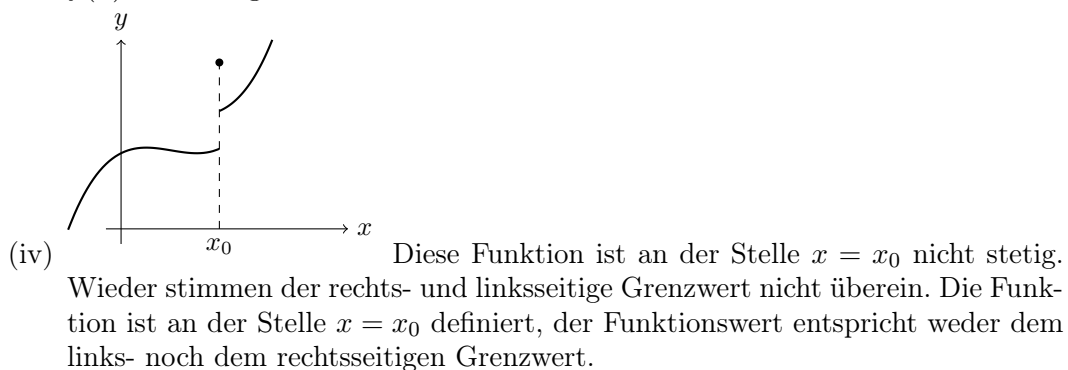 y
x
x₀
(iv) Diese Funktion ist an der Stelle x = x₀ nicht stetig.
Wieder stimmen der rechts- und linksseitige Grenzwert nicht überein. Die Funk-
tion ist an der Stelle x = x₀ definiert, der Funktionswert entspricht weder dem
links- noch dem rechtsseitigen Grenzwert.